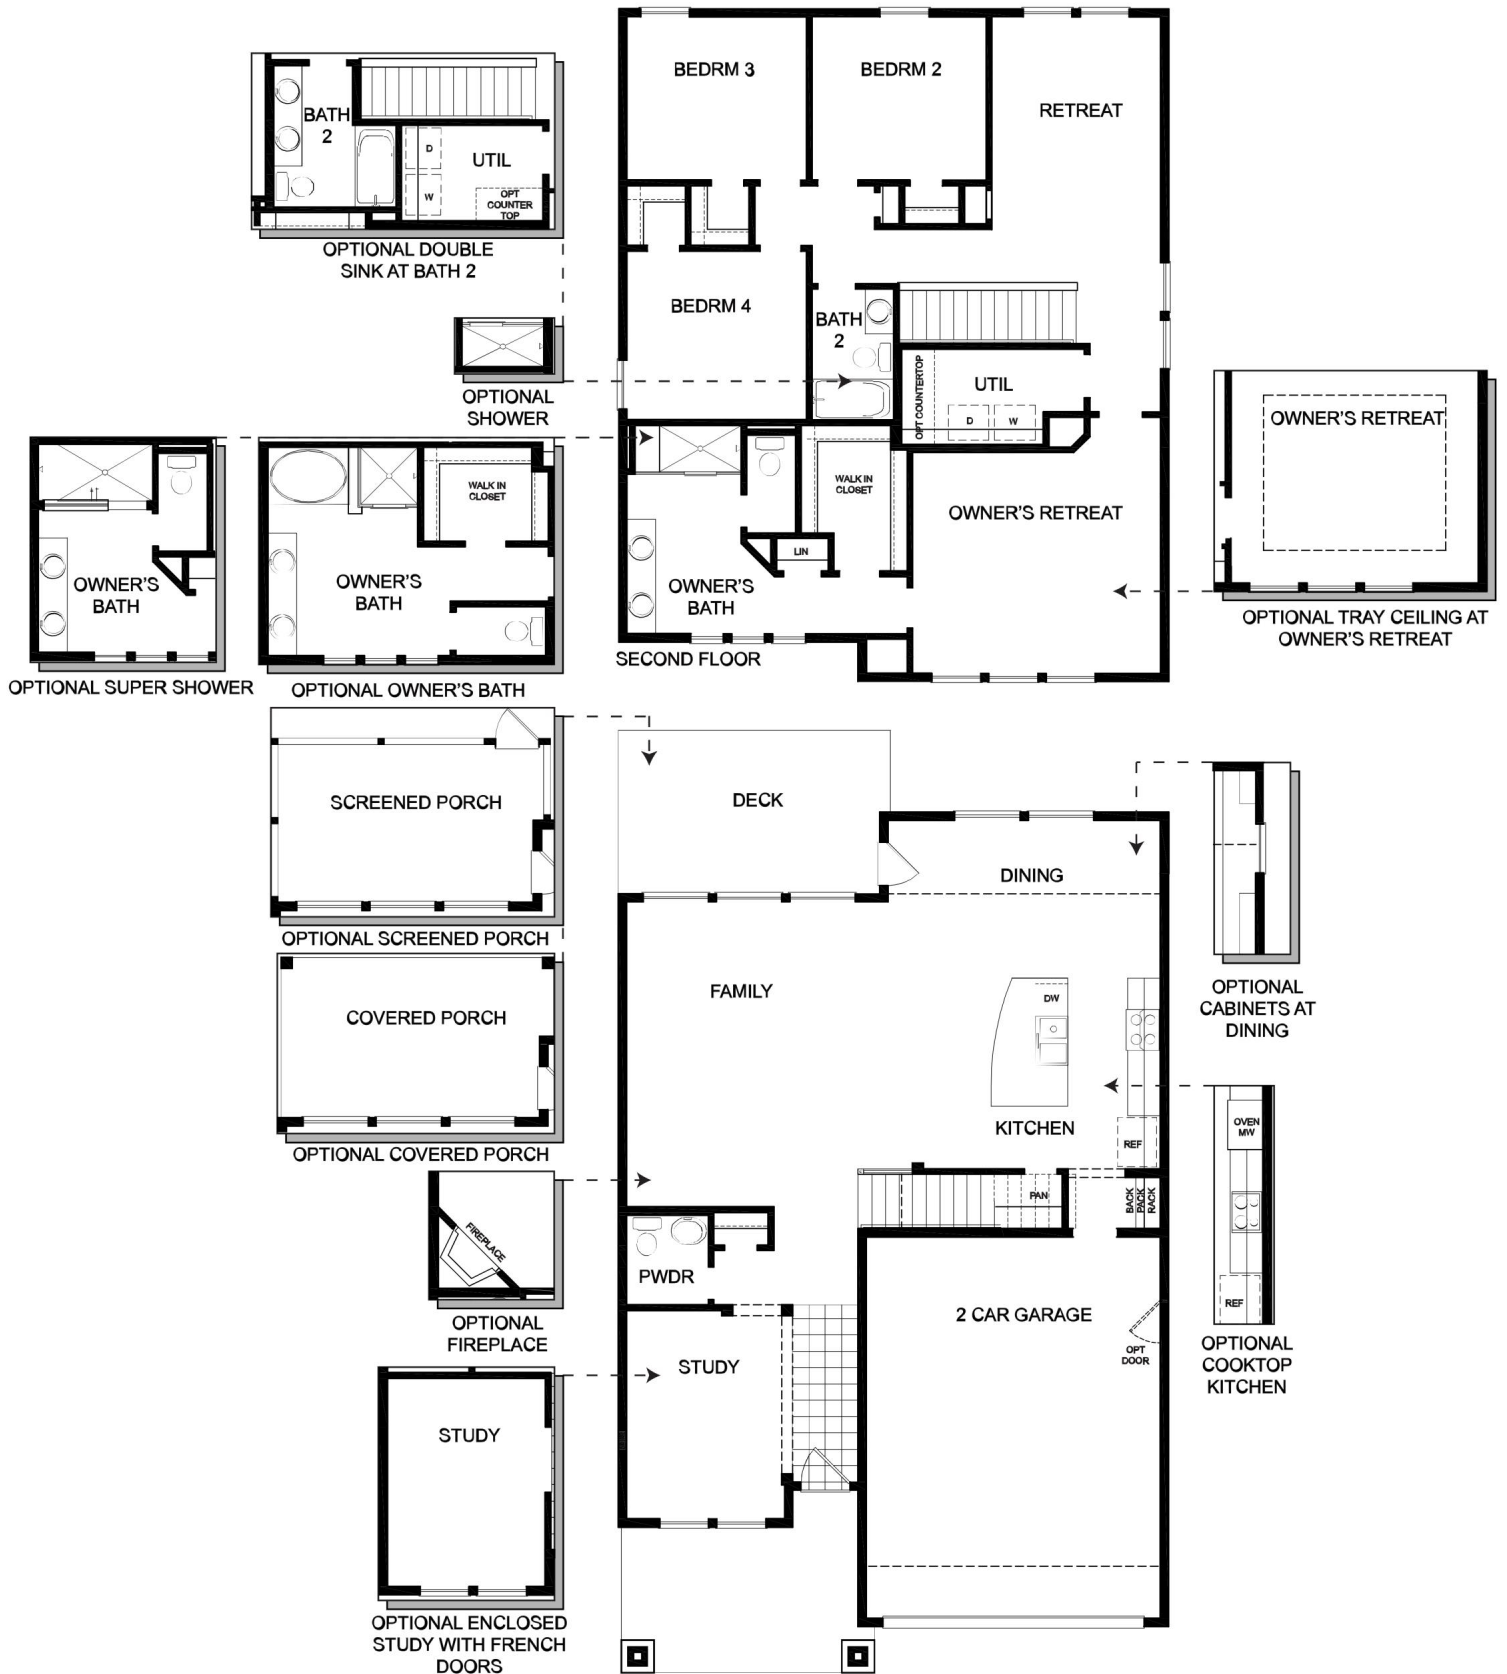 BEDRM 3
BEDRM 2
RETREAT
BEDRM 4
BATH
2
UTIL
OPT COUNTERTOP
D
W
WALK IN
CLOSET
LIN
OWNER'S
BATH
OWNER'S RETREAT
SECOND FLOOR
BATH
2
D
W
UTIL
OPT
COUNTER
TOP
OPTIONAL DOUBLE
SINK AT BATH 2
OPTIONAL
SHOWER
OWNER'S
BATH
OPTIONAL SUPER SHOWER
WALK IN
CLOSET
OWNER'S
BATH
OPTIONAL OWNER'S BATH
OWNER'S RETREAT
OPTIONAL TRAY CEILING AT
OWNER'S RETREAT
SCREENED PORCH
OPTIONAL SCREENED PORCH
COVERED PORCH
OPTIONAL COVERED PORCH
FIREPLACE
OPTIONAL
FIREPLACE
STUDY
OPTIONAL ENCLOSED
STUDY WITH FRENCH
DOORS
DECK
DINING
FAMILY
DW
KITCHEN
REF
PAN
BACK
PACK
RACK
PWDR
STUDY
2 CAR GARAGE
OPT
DOOR
OPTIONAL
CABINETS AT
DINING
OVEN
MW
REF
OPTIONAL
COOKTOP
KITCHEN